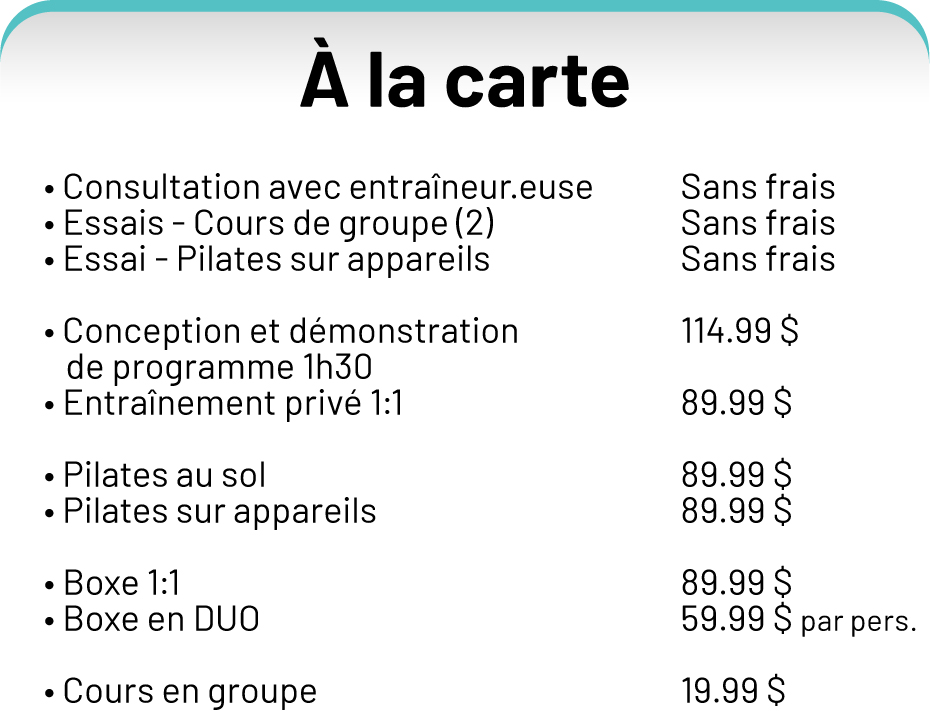 À la carte
• Consultation avec entraîneur.euse Sans frais
• Essais - Cours de groupe (2) Sans frais
• Essai - Pilates sur appareils Sans frais
• Conception et démonstration 114.99 $
de programme 1h30
• Entraînement privé 1:1 89.99 $
• Pilates au sol 89.99 $
• Pilates sur appareils 89.99 $
• Boxe 1:1 89.99 $
• Boxe en DUO 59.99 $ par pers.
• Cours en groupe 19.99 $